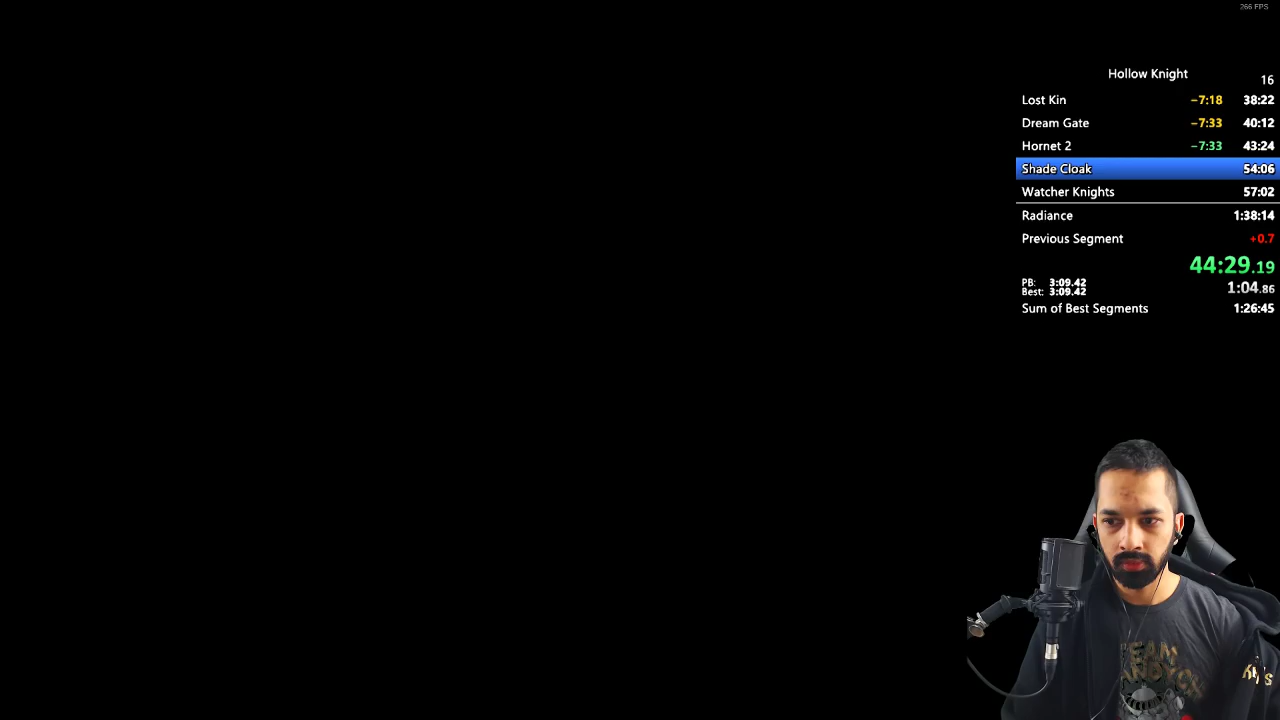 266 FPS
Hollow Knight
16
Lost Kin −7:18 38:22
Dream Gate −7:33 40:12
Hornet 2 −7:33 43:24
Shade Cloak 54:06
Watcher Knights 57:02
Radiance 1:38:14
Previous Segment +0.7
44:29.19
PB: 3:09.42
Best: 3:09.42
1:04.86
Sum of Best Segments 1:26:45